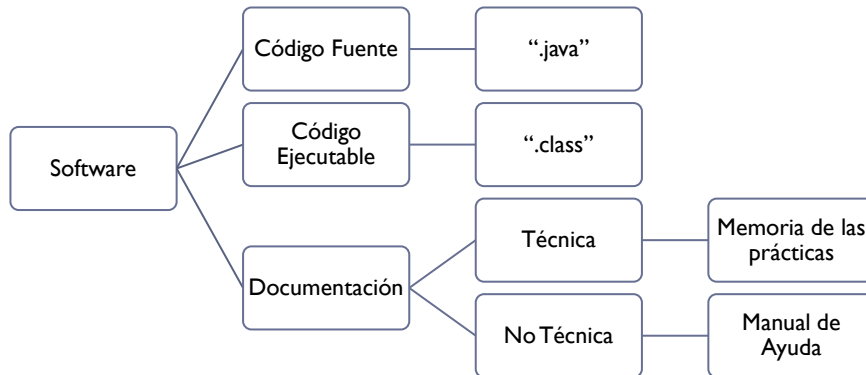 Software
Código Fuente
“.java”
Código
Ejecutable
“.class”
Documentación
Técnica
Memoria de las
prácticas
No Técnica
Manual de
Ayuda